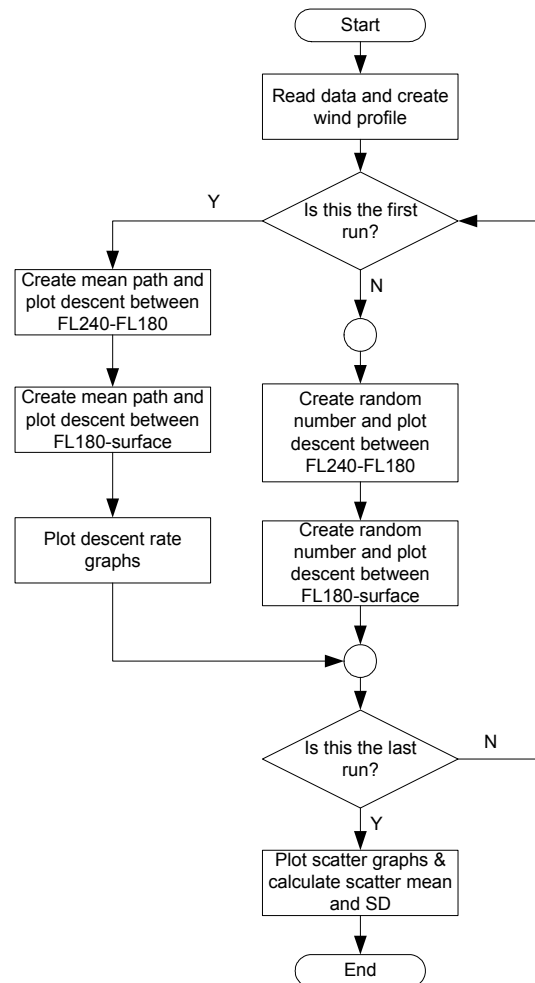 Start
Read data and create
wind profile
Is this the first
run?
Y
N
Create mean path and
plot descent between
FL240-FL180
Create mean path and
plot descent between
FL180-surface
Plot descent rate
graphs
Create random
number and plot
descent between
FL240-FL180
Create random
number and plot
descent between
FL180-surface
Is this the last
run?
N
Y
Plot scatter graphs &
calculate scatter mean
and SD
End